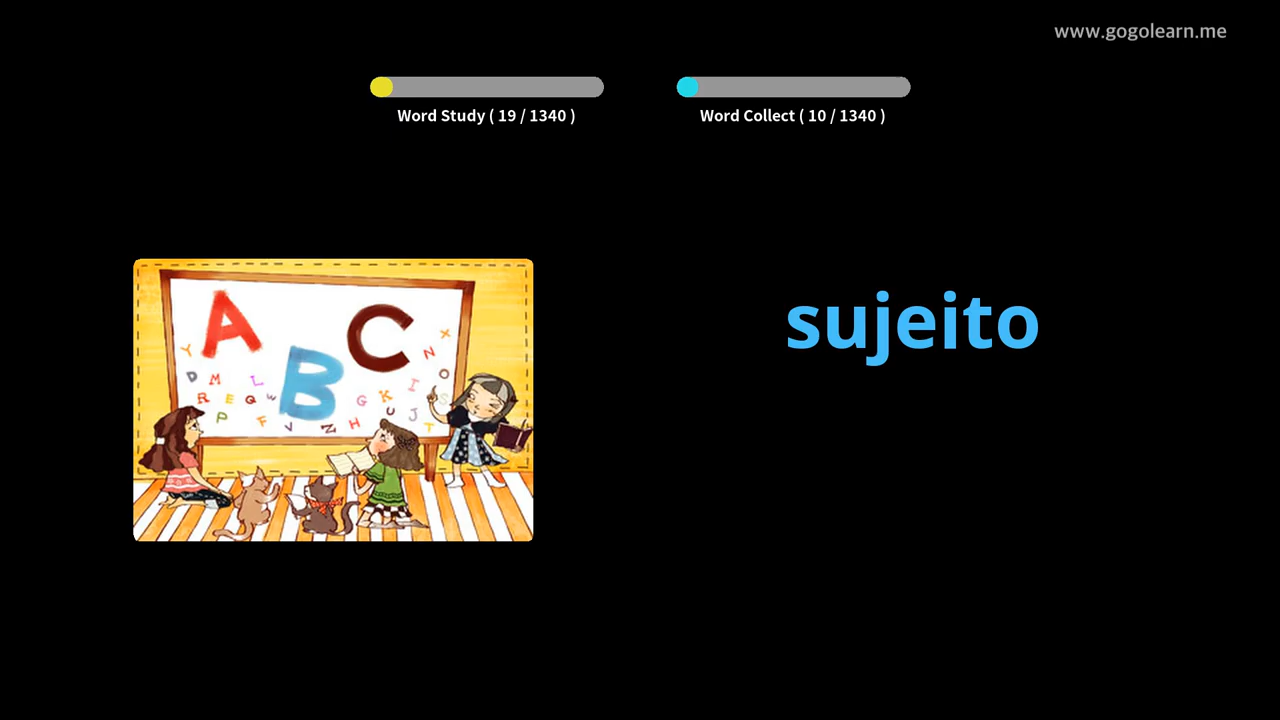 www.gogolearn.me
Word Study ( 19 / 1340 )
Word Collect ( 10 / 1340 )
A
C
B
X
Y
N
D M L
O
I
R E Q W G K S
P F V Z H U J T
sujeito